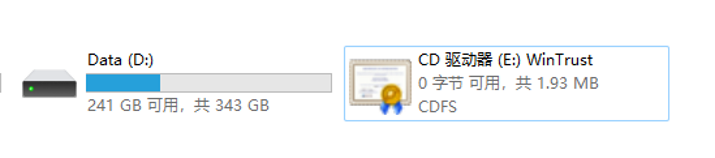 Data (D:)
241 GB 可用，共 343 GB
CD 驱动器 (E:) WinTrust
0 字节 可用，共 1.93 MB
CDFS